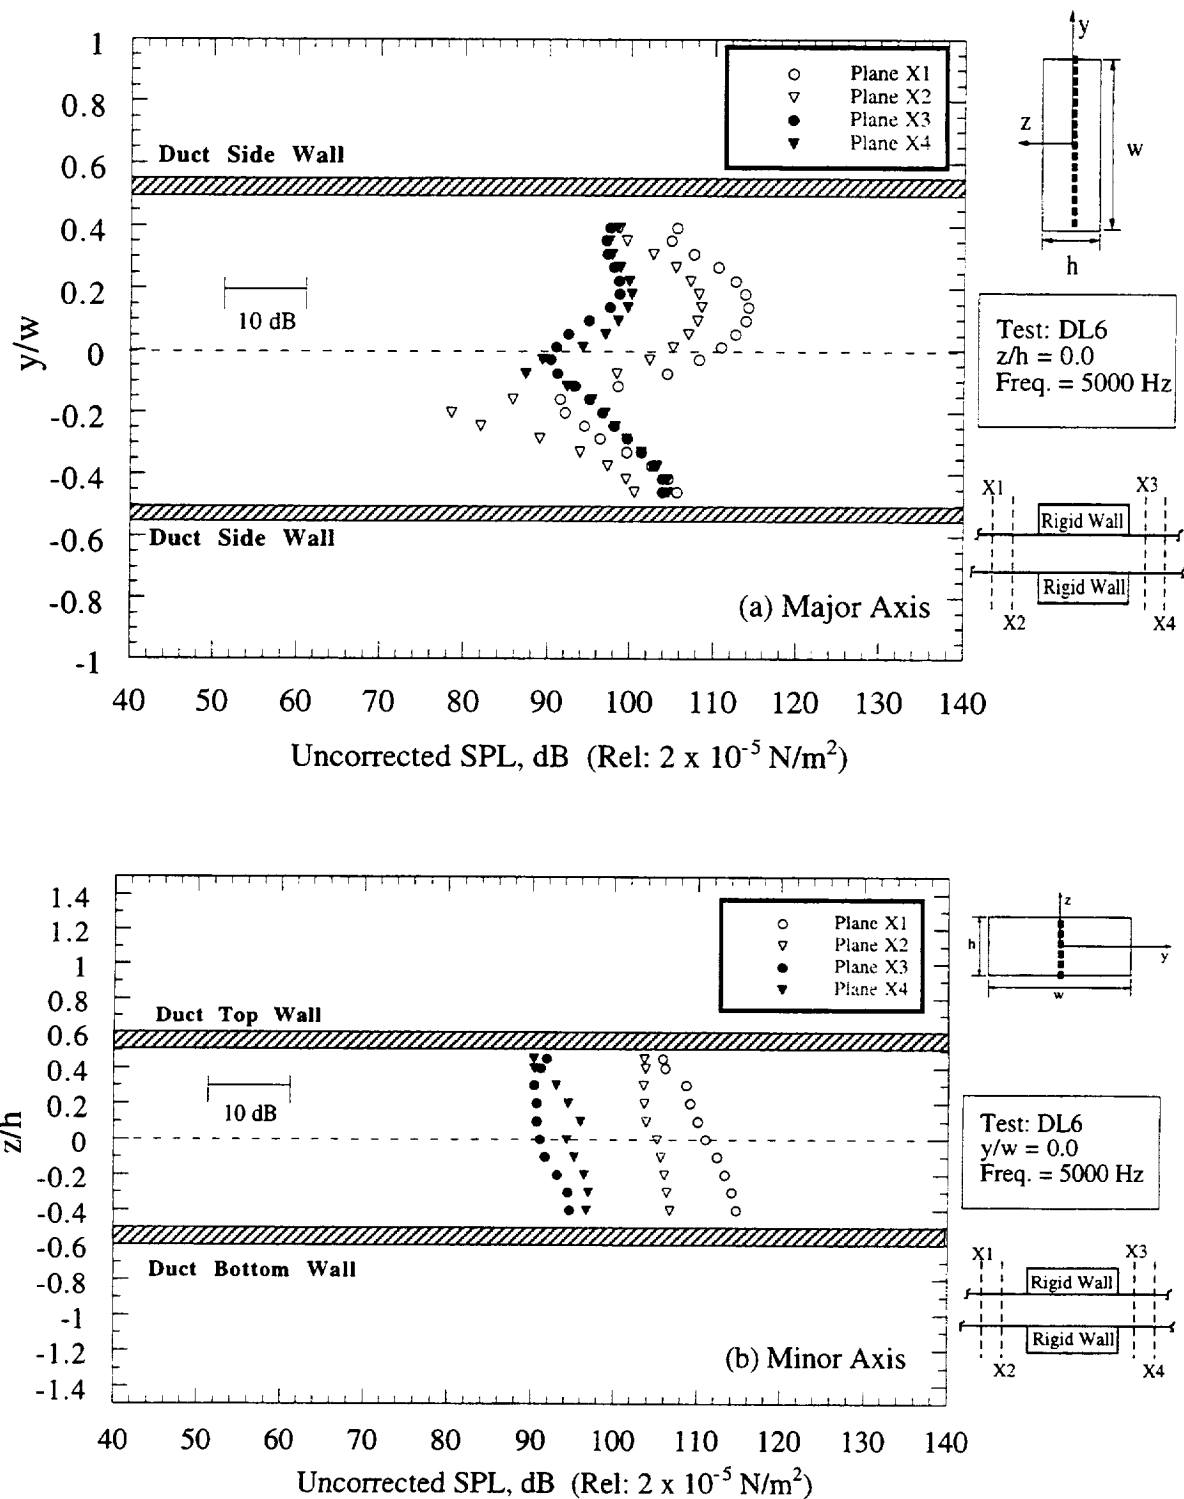 1
0.8
0.6
0.4
0.2
0
-0.2
-0.4
-0.6
-0.8
-1
y/w
Plane X1
Plane X2
Plane X3
Plane X4
Duct Side Wall
10 dB
Duct Side Wall
(a) Major Axis
40 50 60 70 80 90 100 110 120 130 140
Uncorrected SPL, dB (Rel: 2 x 10⁻⁵ N/m²)
y
z
w
h
Test: DL6
z/h = 0.0
Freq. = 5000 Hz
X1 X3
Rigid Wall
Rigid Wall
X2 X4
1.4
1.2
1
0.8
0.6
0.4
0.2
0
-0.2
-0.4
-0.6
-0.8
-1
-1.2
-1.4
z/h
Plane X1
Plane X2
Plane X3
Plane X4
Duct Top Wall
10 dB
Duct Bottom Wall
(b) Minor Axis
40 50 60 70 80 90 100 110 120 130 140
Uncorrected SPL, dB (Rel: 2 x 10⁻⁵ N/m²)
z
h
y
w
Test: DL6
y/w = 0.0
Freq. = 5000 Hz
X1 X3
Rigid Wall
Rigid Wall
X2 X4